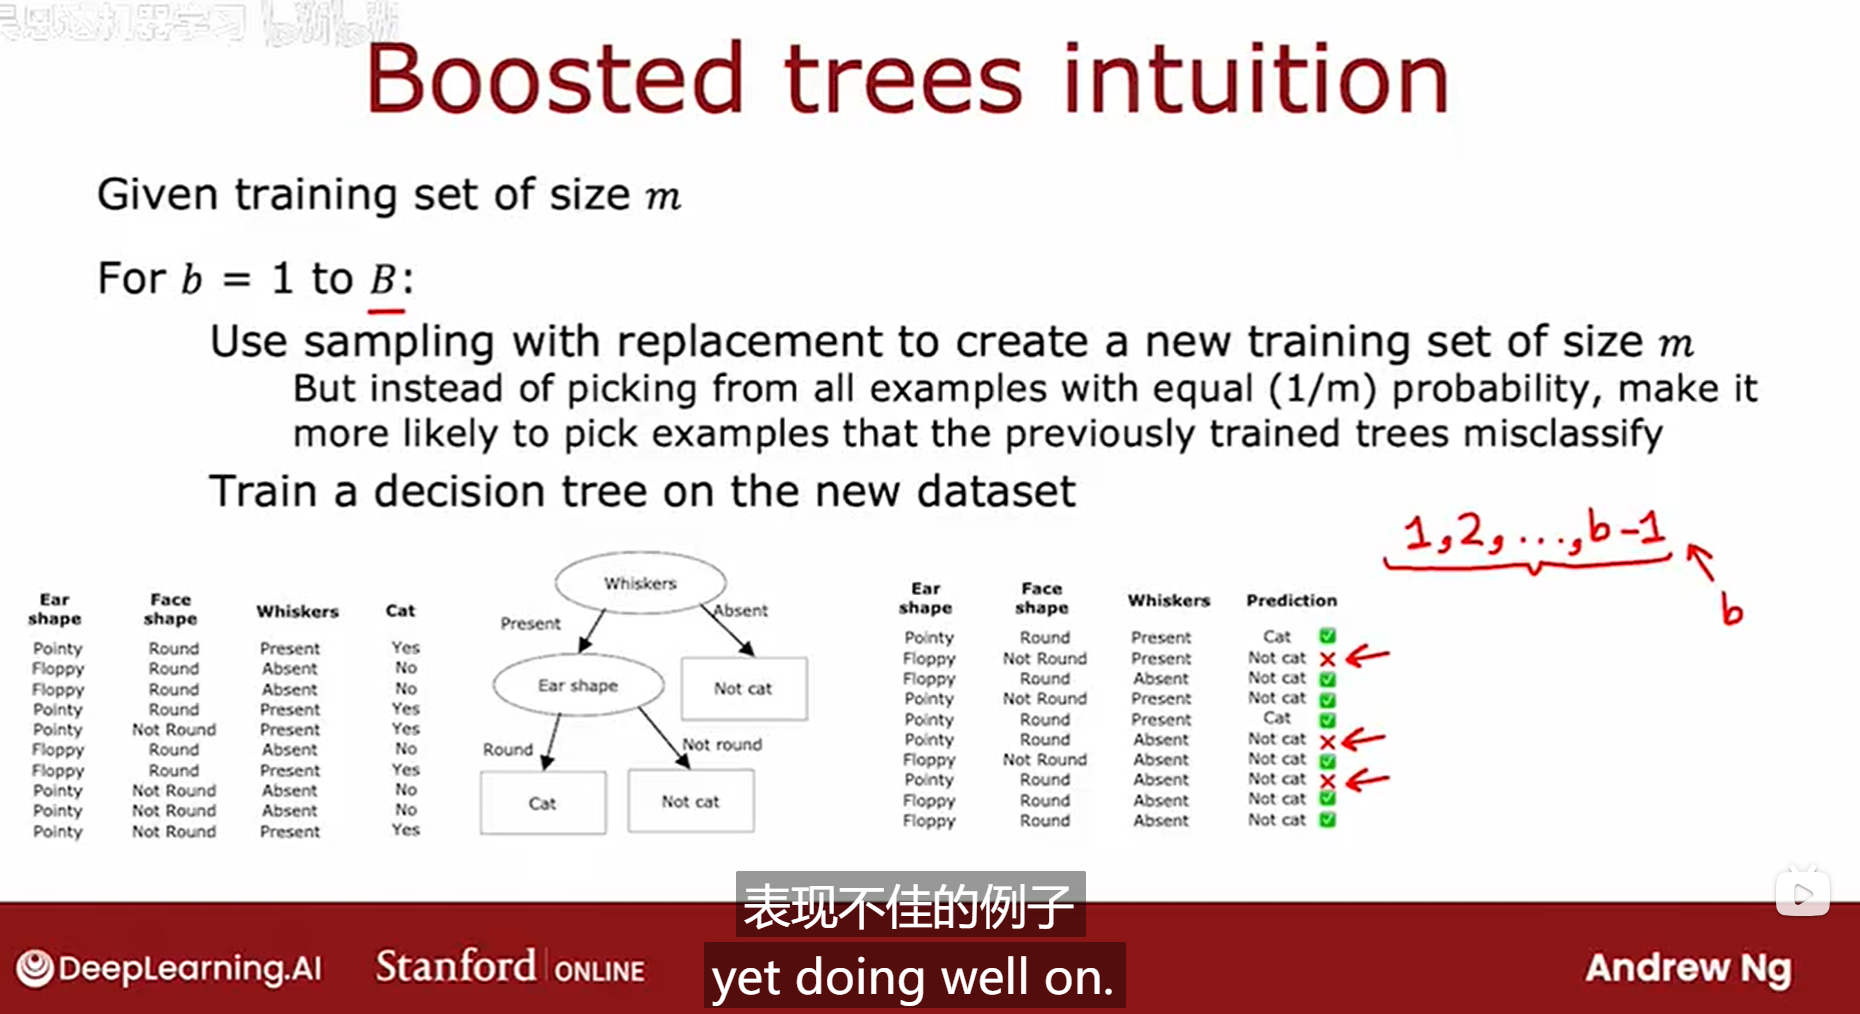 吴恩达机器学习
Boosted trees intuition
Given training set of size m
For b = 1 to B:
Use sampling with replacement to create a new training set of size m
But instead of picking from all examples with equal (1/m) probability, make it
more likely to pick examples that the previously trained trees misclassify
Train a decision tree on the new dataset
1,2, ...,b-1
b
Ear shape Face shape Whiskers Cat
Pointy Round Present Yes
Floppy Round Absent No
Floppy Round Absent No
Pointy Round Present Yes
Pointy Not Round Present Yes
Floppy Round Absent No
Floppy Round Present Yes
Pointy Not Round Absent No
Pointy Not Round Absent No
Pointy Not Round Present Yes
Whiskers
Present
Absent
Ear shape
Not cat
Round
Not round
Cat
Not cat
Ear shape Face shape Whiskers Prediction
Pointy Round Present Cat ✅
Floppy Not Round Present Not cat ❌
Floppy Round Absent Not cat ✅
Pointy Not Round Present Not cat ✅
Pointy Round Present Cat ✅
Pointy Round Absent Not cat ❌
Floppy Not Round Absent Not cat ✅
Pointy Round Absent Not cat ❌
Floppy Round Absent Not cat ✅
Floppy Round Absent Not cat ✅
表现不佳的例子
yet doing well on.
DeepLearning.AI
Stanford ONLINE
Andrew Ng